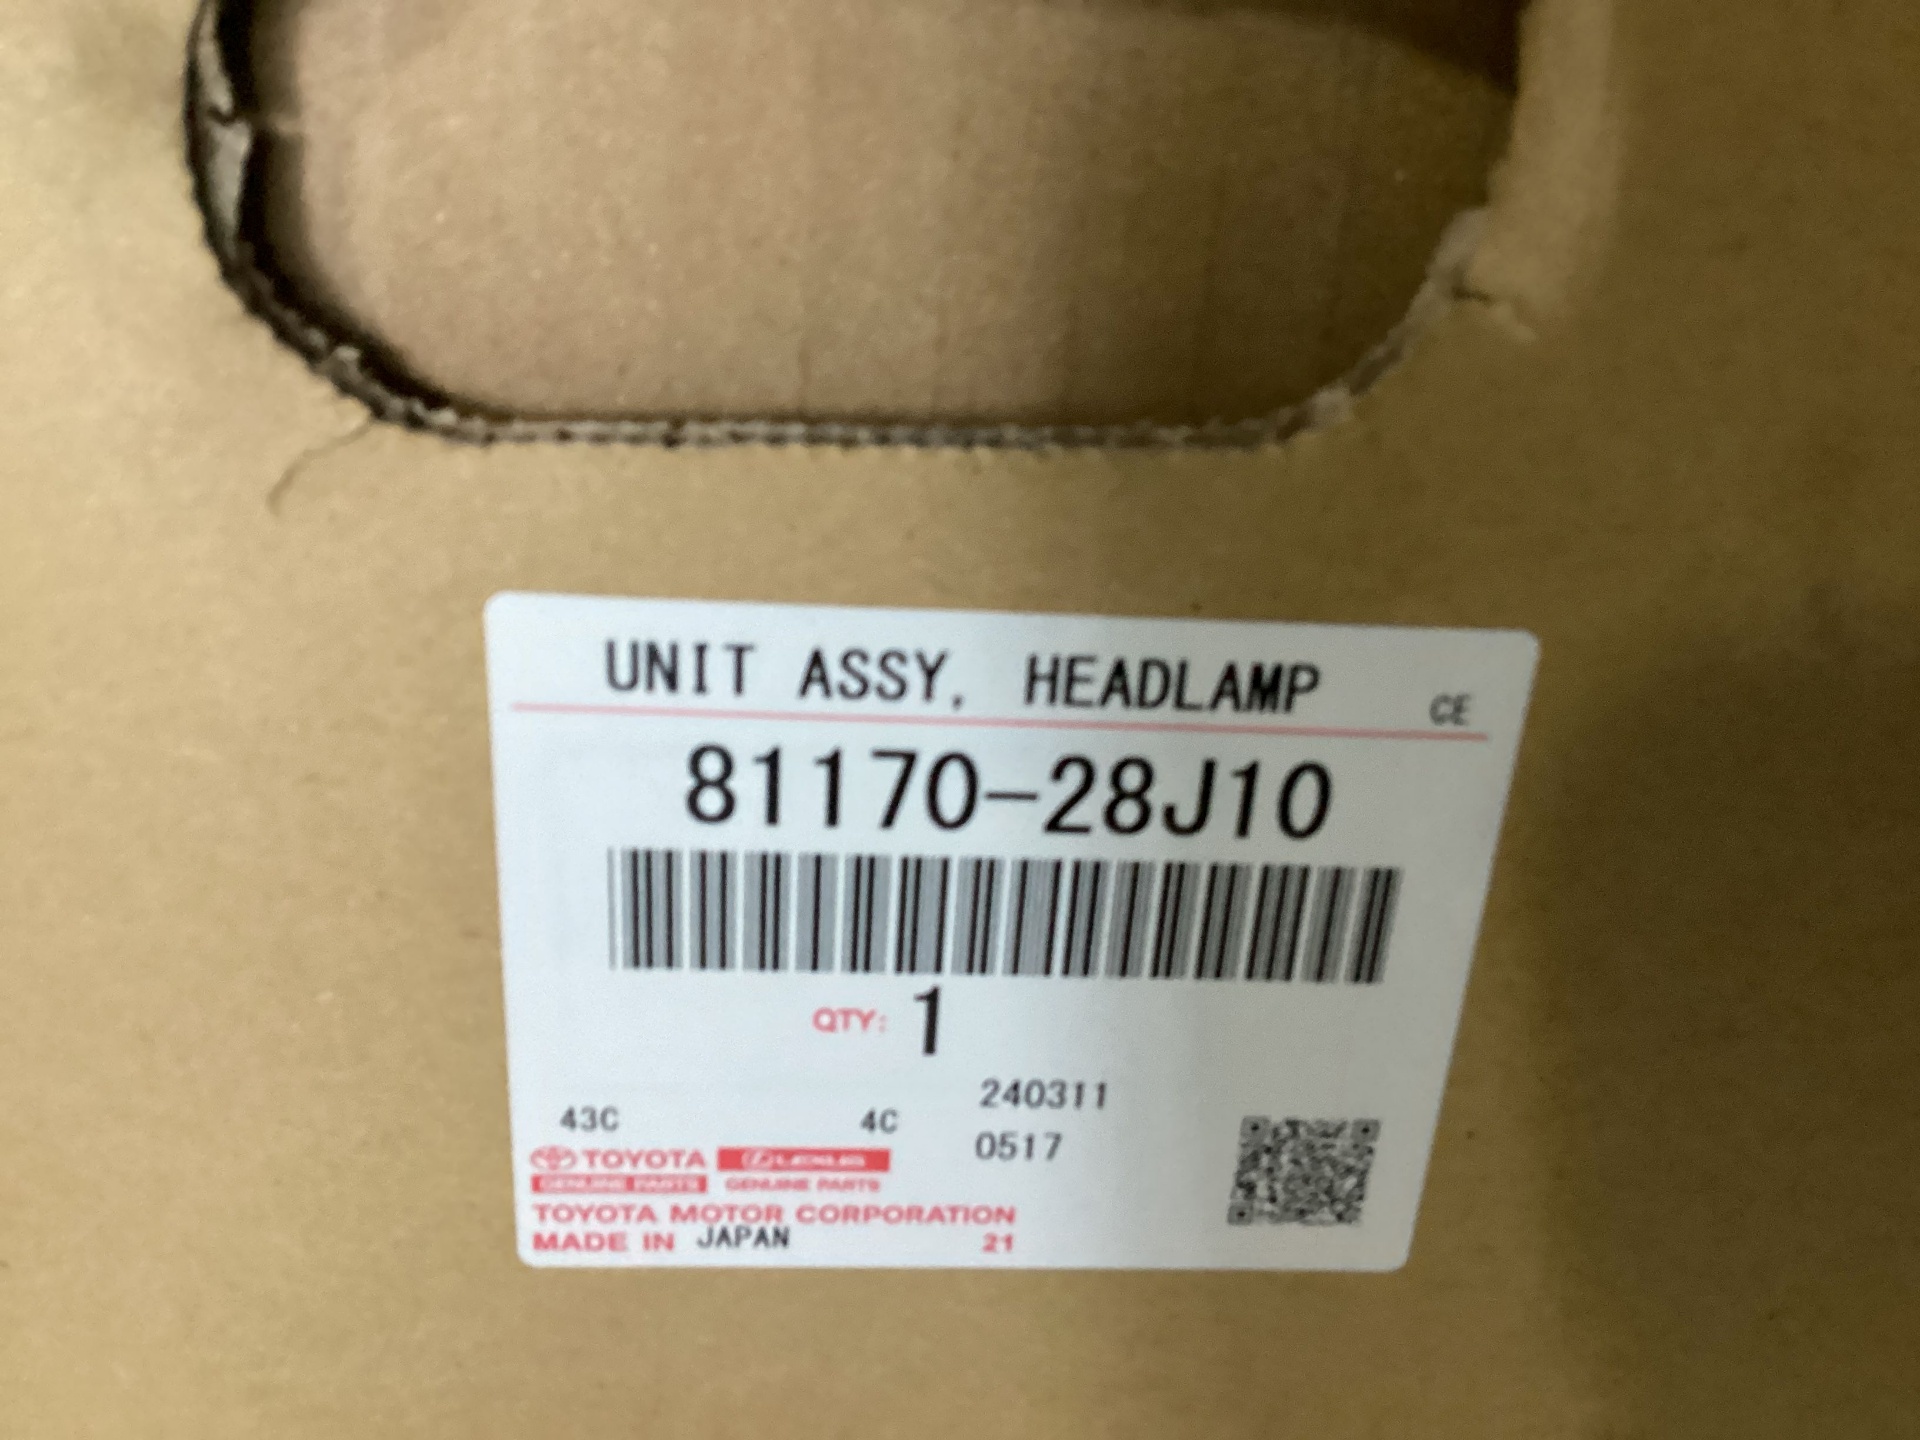 UNIT ASSY, HEADLAMP
CE
81170-28J10
QTY: 1
240311
43C 4C
0517
TOYOTA LEXUS
GENUINE PARTS GENUINE PARTS
TOYOTA MOTOR CORPORATION
MADE IN JAPAN 21